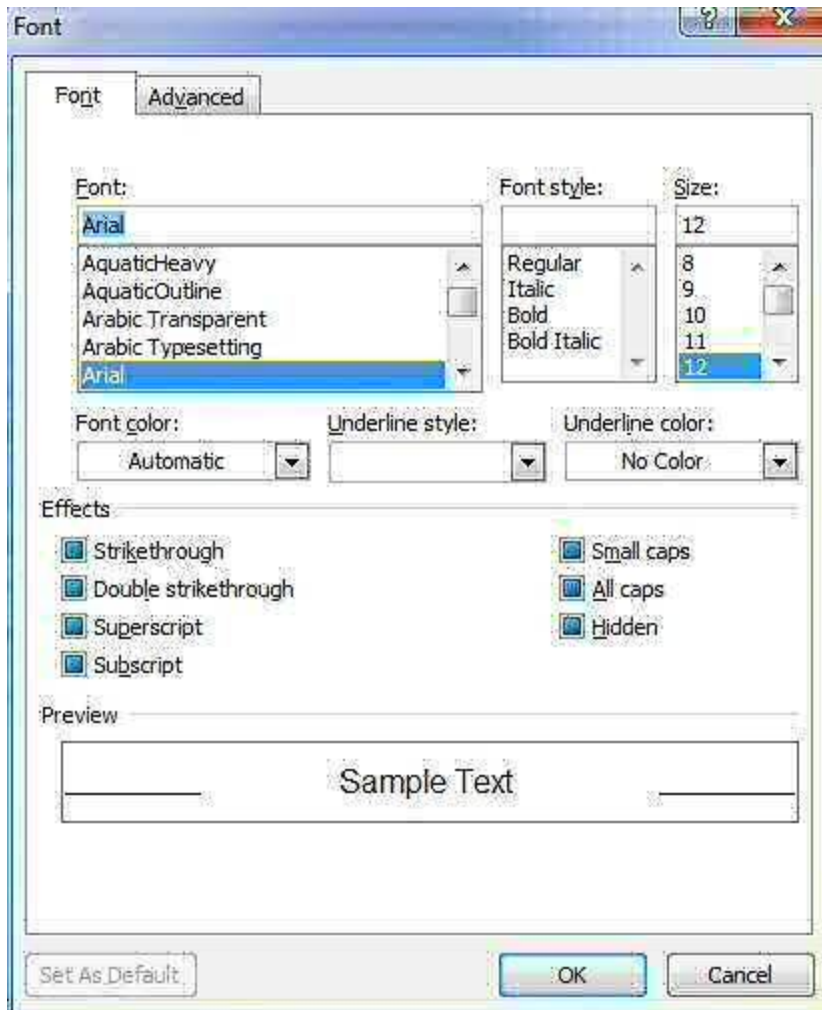 Font
Font Advanced
Font: Font style: Size:
Arial 12
AquaticHeavy Regular 8
AquaticOutline Italic 9
Arabic Transparent Bold 10
Arabic Typesetting Bold Italic 11
Arial 12
Font color: Underline style: Underline color:
Automatic No Color
Effects
Strikethrough Small caps
Double strikethrough All caps
Superscript Hidden
Subscript
Preview
Sample Text
Set As Default OK Cancel